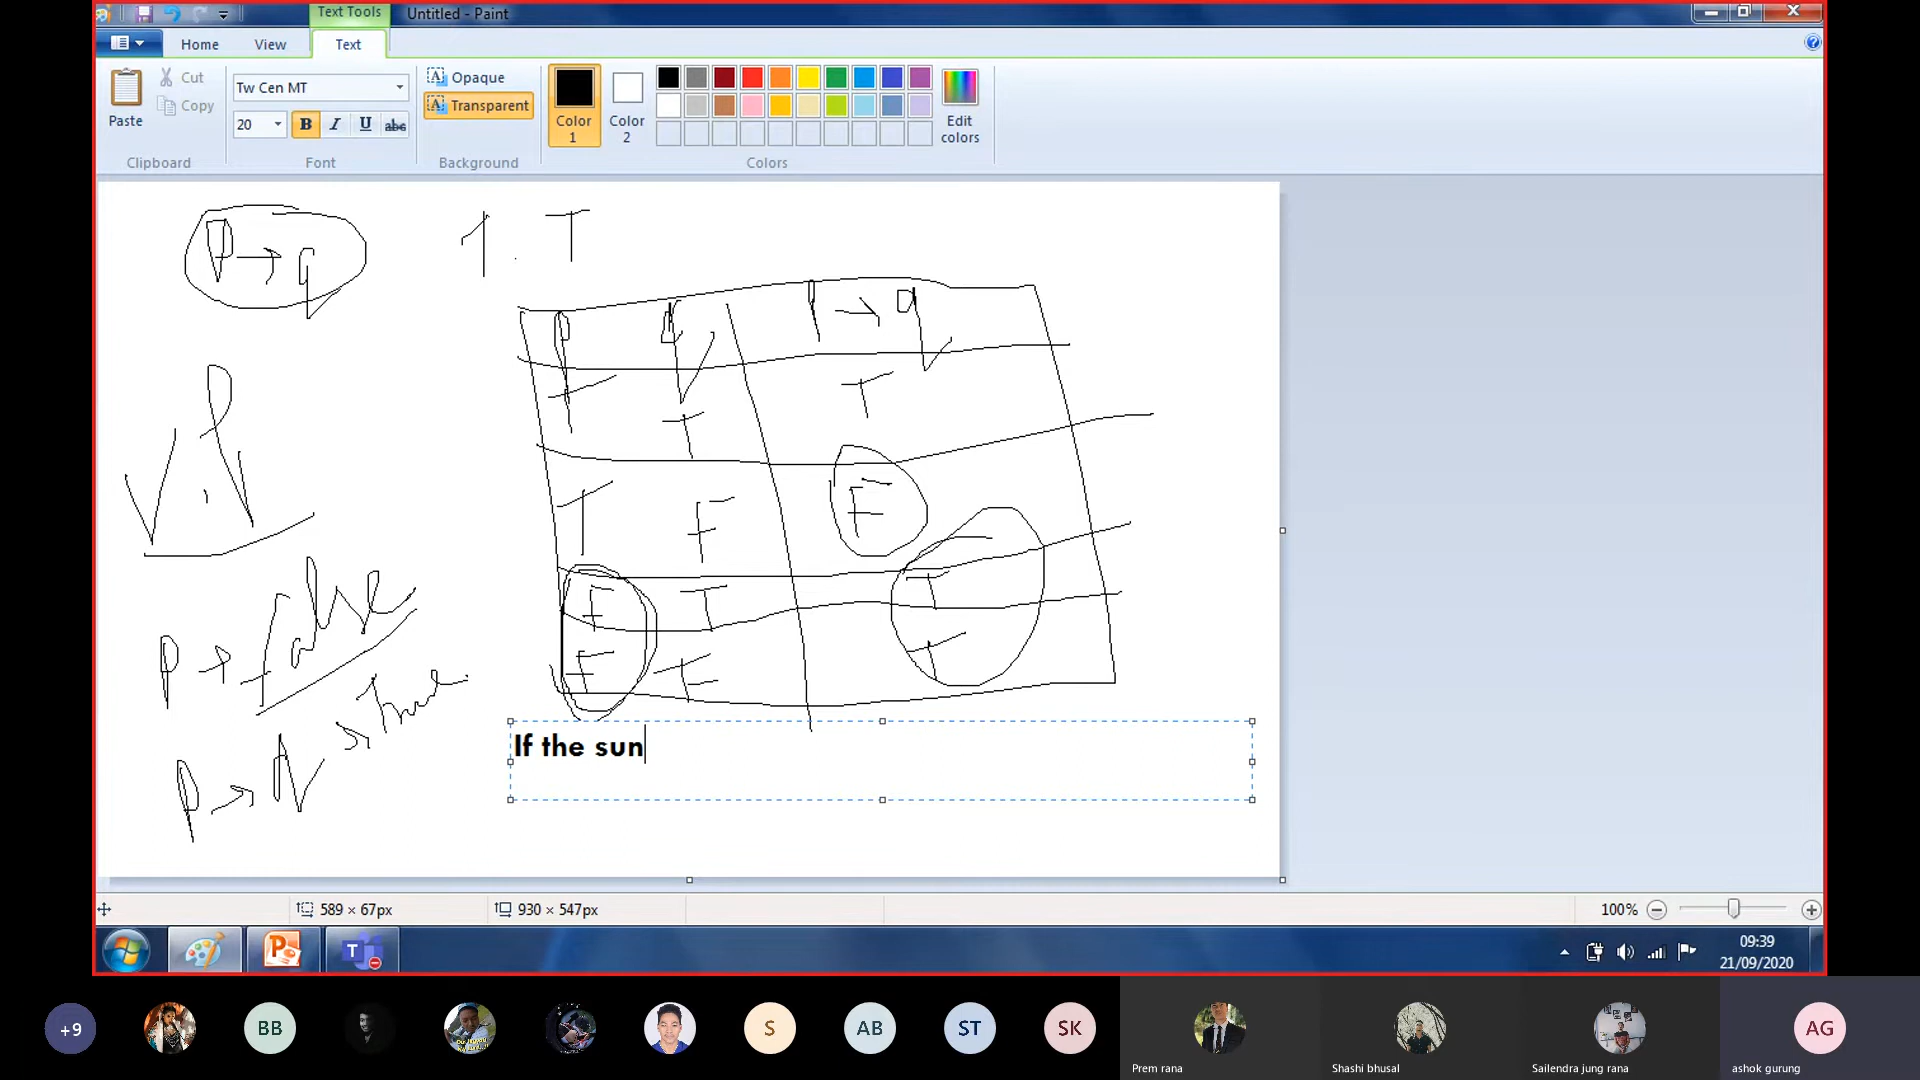 Text Tools
Untitled - Paint
Home View Text
Cut
Copy
Paste
Clipboard
Tw Cen MT
20 B I U abc
Font
Opaque
Transparent
Background
Color 1
Color 2
Edit colors
Colors
P → q
1. T
p q p → q
T T T
T F F
F T T
F F T
p → false
p → q → true
If the sun
589 × 67px
930 × 547px
100%
T
09:39
21/09/2020
+9
BB
S
AB
ST
SK
AG
Prem rana
Shashi bhusal
Sailendra jung rana
ashok gurung